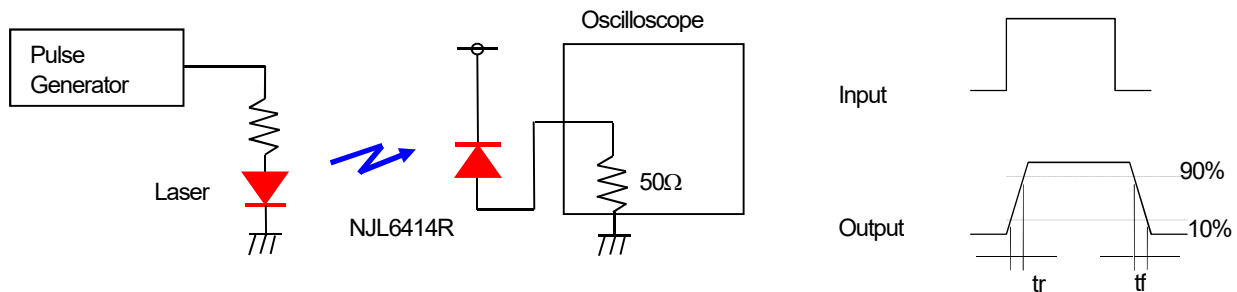 Oscilloscope
Pulse
Generator
Laser
NJL6414R
50Ω
Input
Output
90%
10%
tr
tf